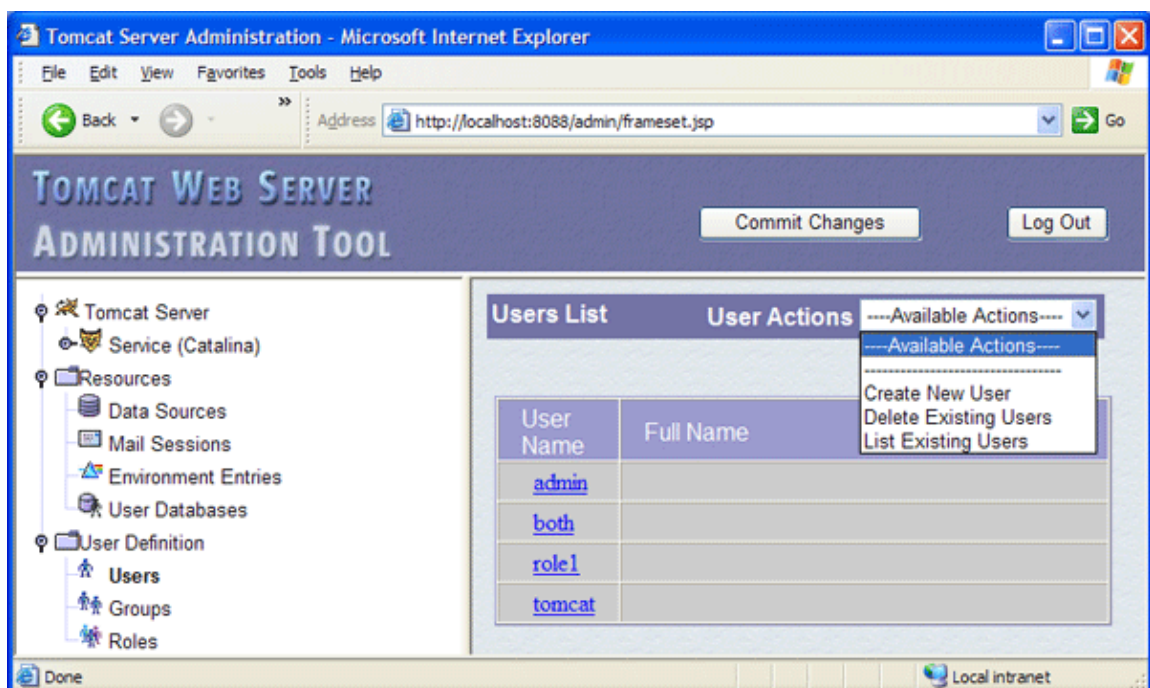 Tomcat Server Administration - Microsoft Internet Explorer
File Edit View Favorites Tools Help
Back » Address http://localhost:8088/admin/frameset.jsp Go
TOMCAT WEB SERVER
ADMINISTRATION TOOL
Commit Changes Log Out
Tomcat Server
Service (Catalina)
Resources
Data Sources
Mail Sessions
Environment Entries
User Databases
User Definition
Users
Groups
Roles
Users List User Actions ----Available Actions----
----Available Actions----
-----------------------------------
Create New User
Delete Existing Users
List Existing Users
User Name Full Name
admin
both
role1
tomcat
Done Local intranet